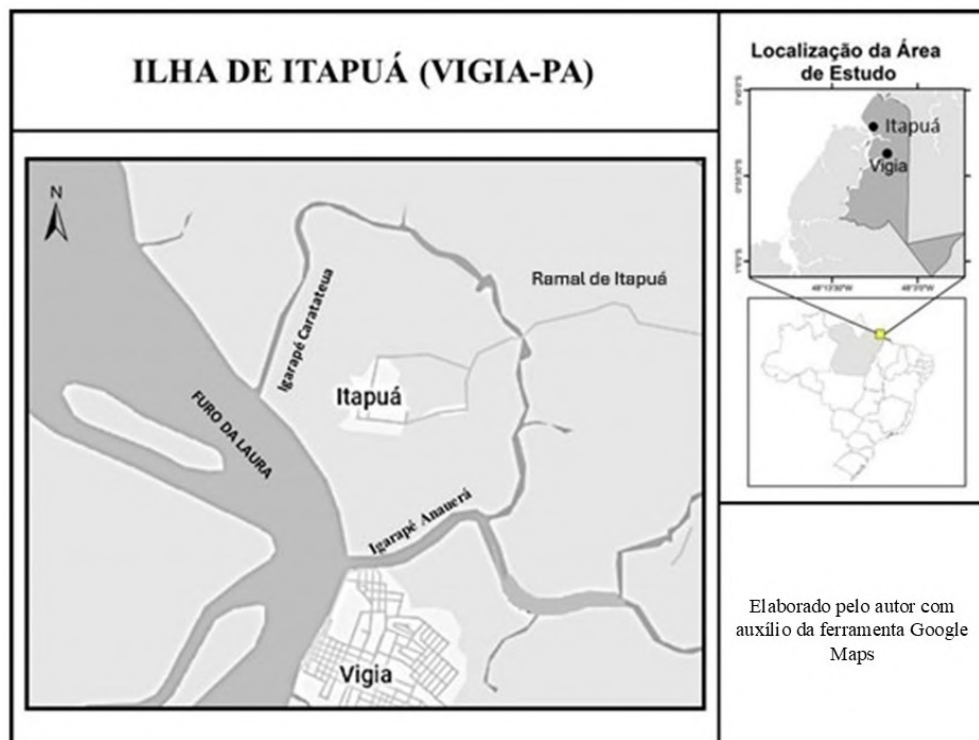 ILHA DE ITAPUÁ (VIGIA-PA)
N
Igarapé Caratateua
Ramal de Itapuá
Itapuá
FURO DA LAURA
Igarapé Anauerá
Vigia
Localização da Área
de Estudo
Itapuá
Vigia
Elaborado pelo autor com
auxílio da ferramenta Google
Maps